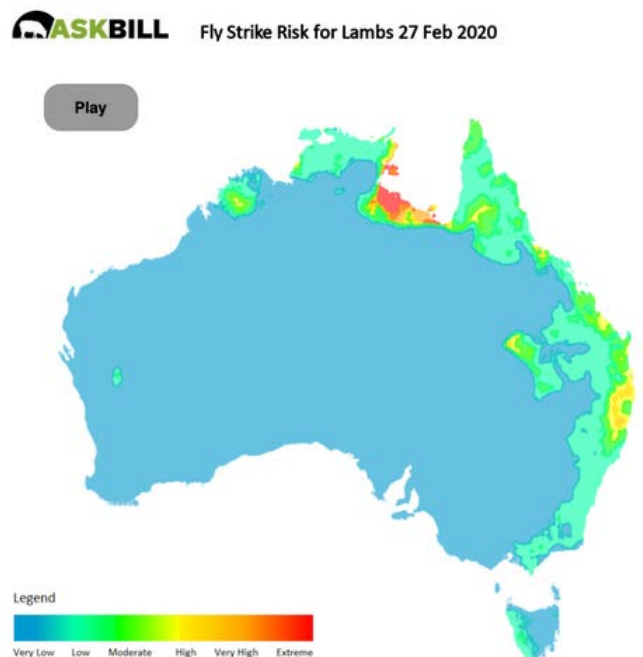 ASKBILL
Fly Strike Risk for Lambs 27 Feb 2020
Play
Legend
Very Low Low Moderate High Very High Extreme